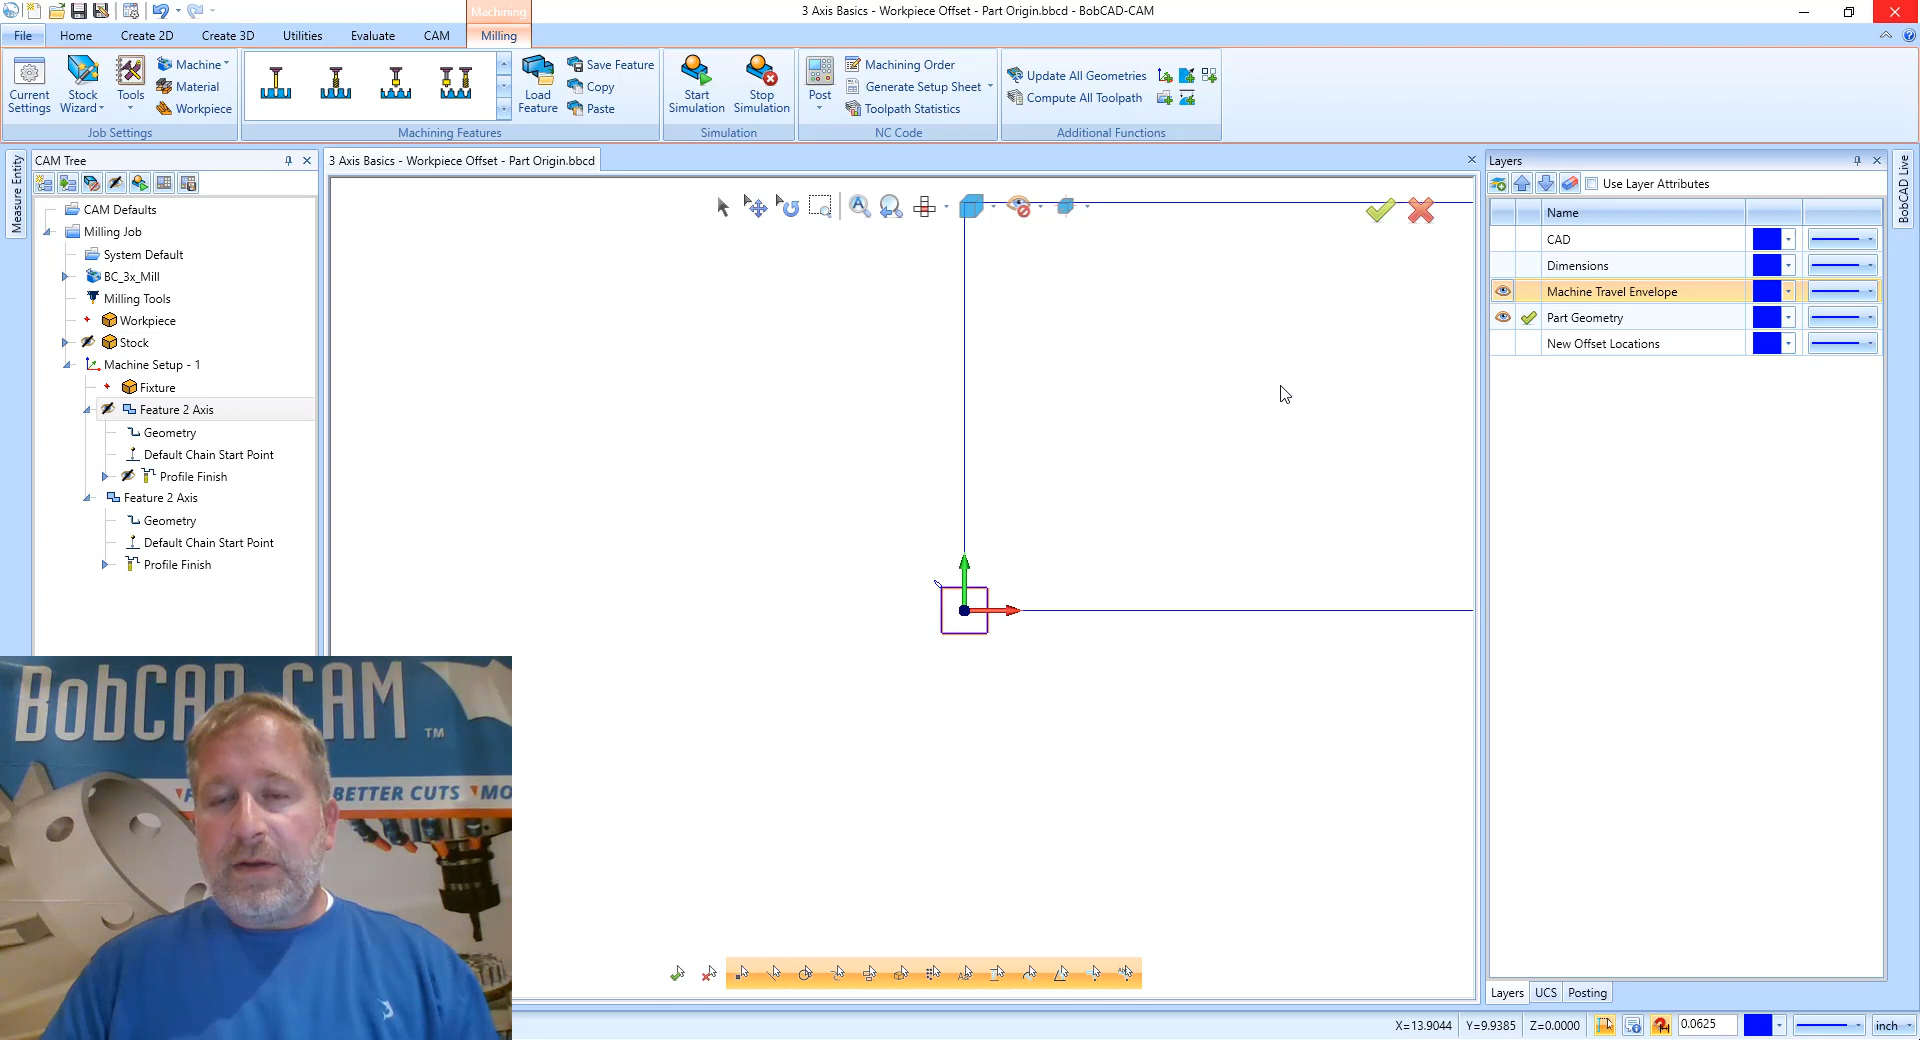 3 Axis Basics - Workpiece Offset - Part Origin.bbcd - BobCAD-CAM
Machining
File Home Create 2D Create 3D Utilities Evaluate CAM Milling
Current Settings
Stock Wizard
Tools
Machine
Material
Workpiece
Job Settings
Load Feature
Save Feature
Copy
Paste
Machining Features
Start Simulation
Stop Simulation
Simulation
Post
Machining Order
Generate Setup Sheet
Toolpath Statistics
NC Code
Update All Geometries
Compute All Toolpath
Additional Functions
Measure Entity
CAM Tree
CAM Defaults
Milling Job
System Default
BC_3x_Mill
Milling Tools
Workpiece
Stock
Machine Setup - 1
Fixture
Feature 2 Axis
Geometry
Default Chain Start Point
Profile Finish
Feature 2 Axis
Geometry
Default Chain Start Point
Profile Finish
3 Axis Basics - Workpiece Offset - Part Origin.bbcd
Layers
Use Layer Attributes
Name
CAD
Dimensions
Machine Travel Envelope
Part Geometry
New Offset Locations
BobCAD Live
Layers UCS Posting
BobCAD CAM TM
BETTER CUTS MO
X=13.9044 Y=9.9385 Z=0.0000 0.0625 inch